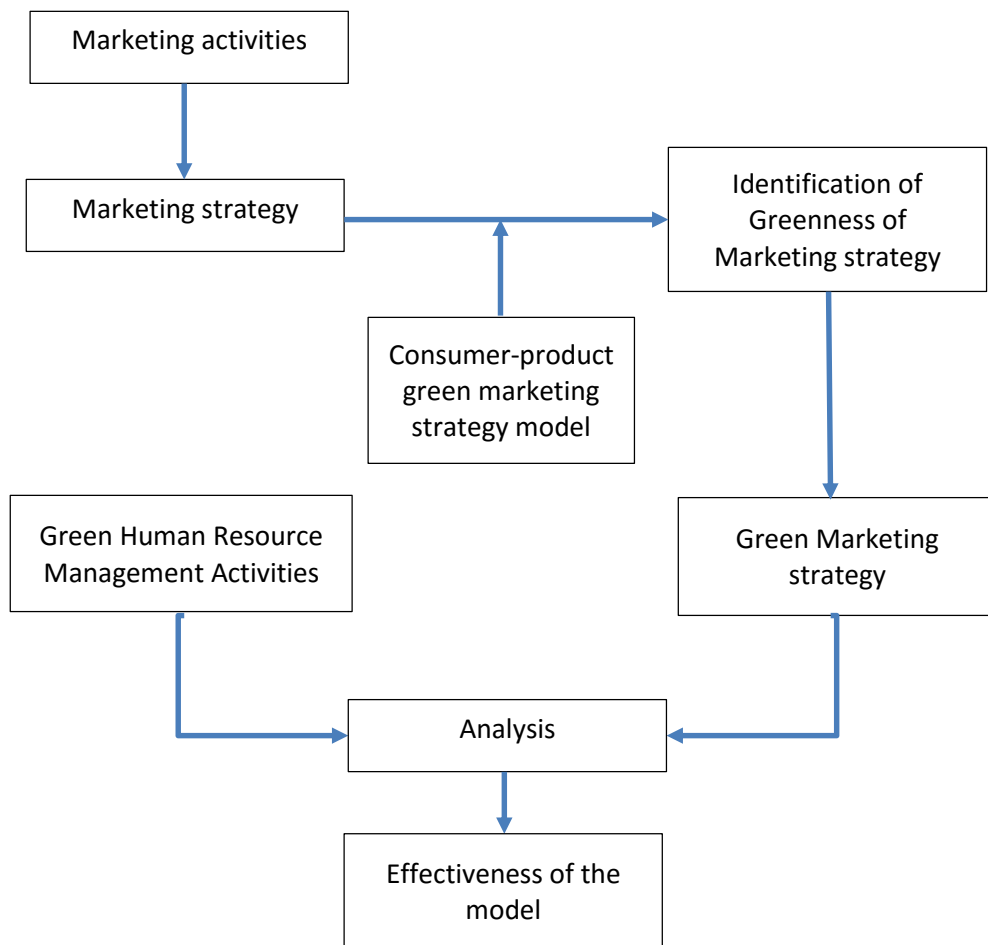 Marketing activities
Marketing strategy
Identification of
Greenness of
Marketing strategy
Consumer-product
green marketing
strategy model
Green Human Resource
Management Activities
Green Marketing
strategy
Analysis
Effectiveness of the
model